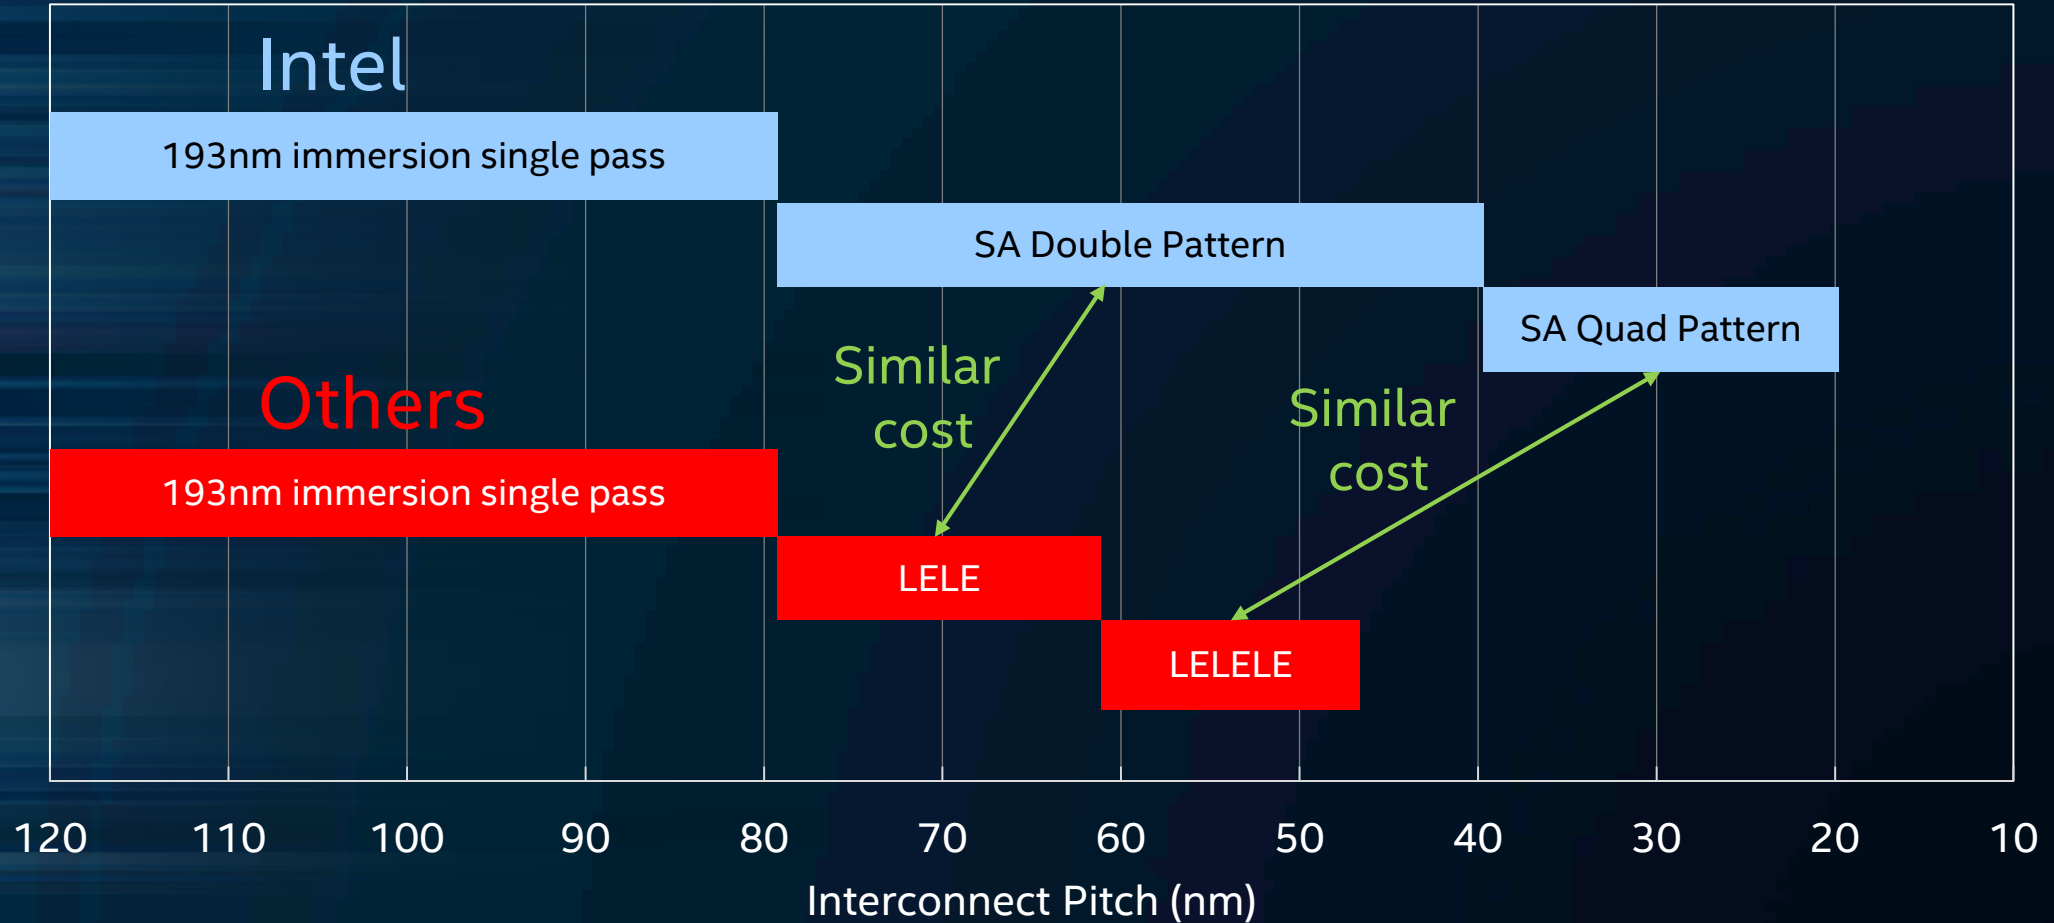 Intel
193nm immersion single pass
SA Double Pattern
SA Quad Pattern
Similar
cost
Similar
cost
Others
193nm immersion single pass
LELE
LELELE
120 110 100 90 80 70 60 50 40 30 20 10
Interconnect Pitch (nm)